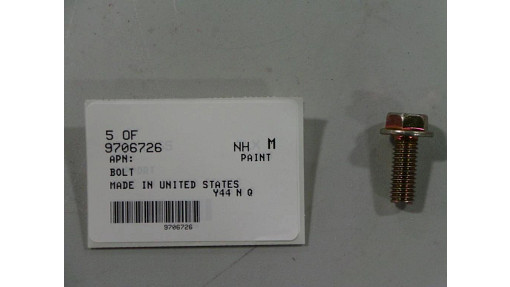 5 OF
9706726 NH M
APN: PAINT
BOLT
MADE IN UNITED STATES
Y44 N Q
9706726